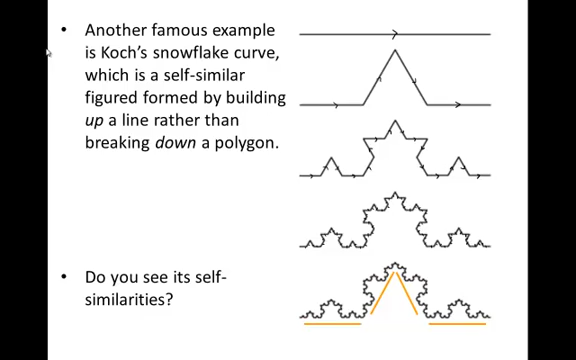 • Another famous example
is Koch's snowflake curve,
which is a self-similar
figured formed by building
up a line rather than
breaking down a polygon.
• Do you see its self-
similarities?